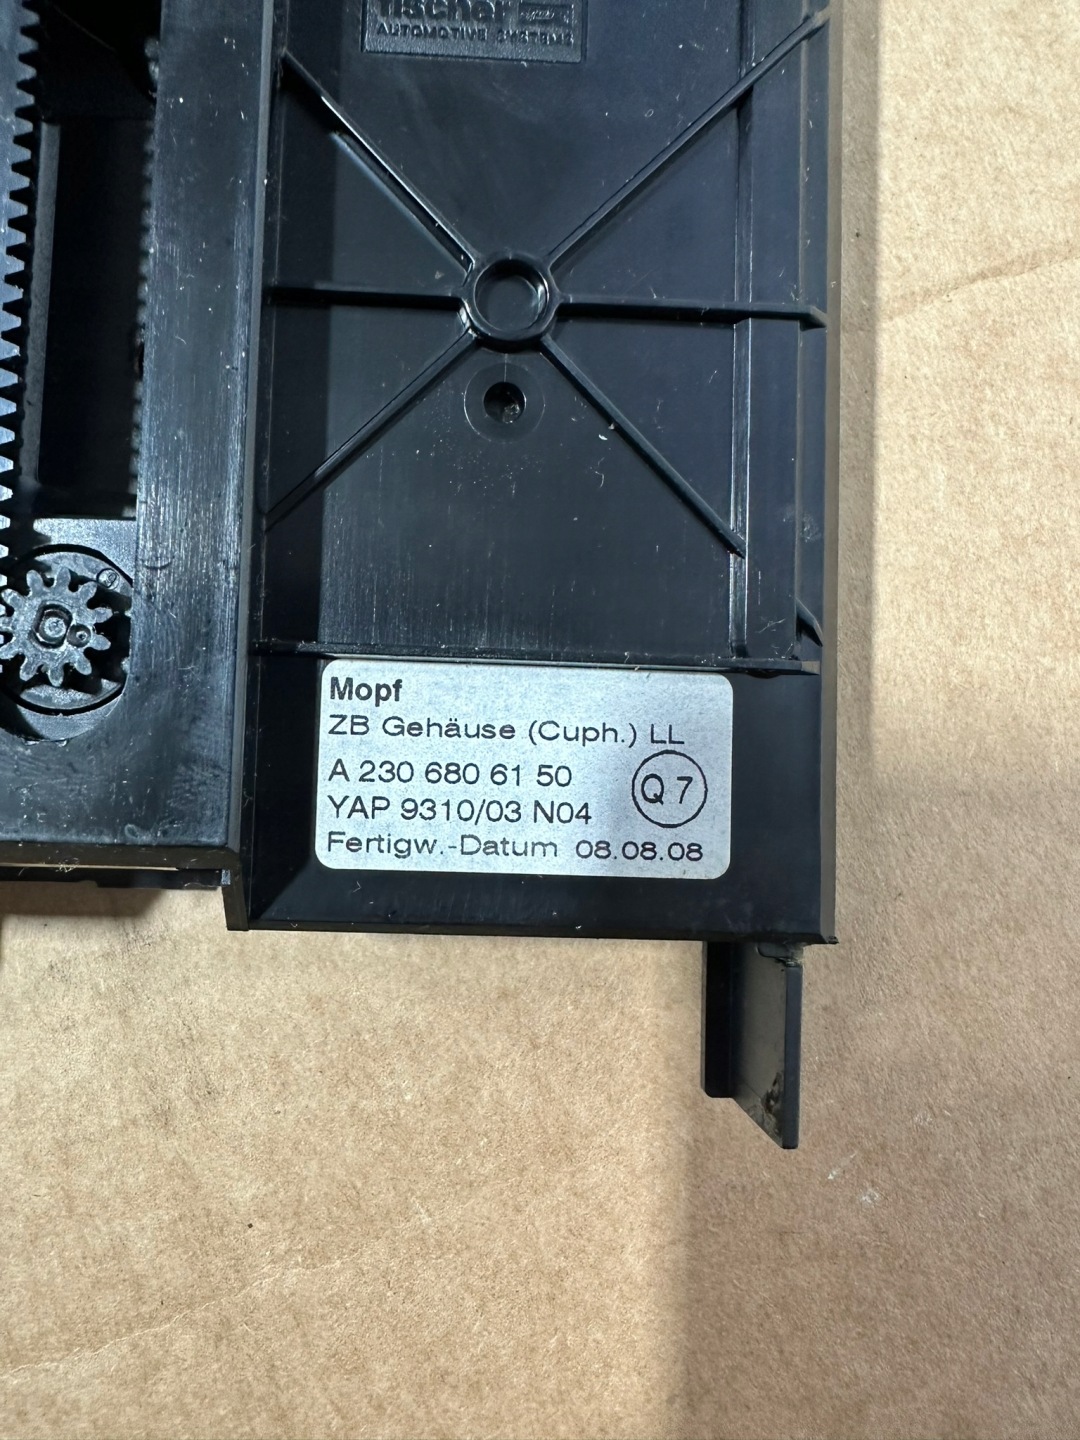 fischer
AUTOMOTIVE SYSTEMS
Mopf
ZB Gehäuse (Cuph.) LL
A 230 680 61 50
Q7
YAP 9310/03 N04
Fertigw.-Datum 08.08.08